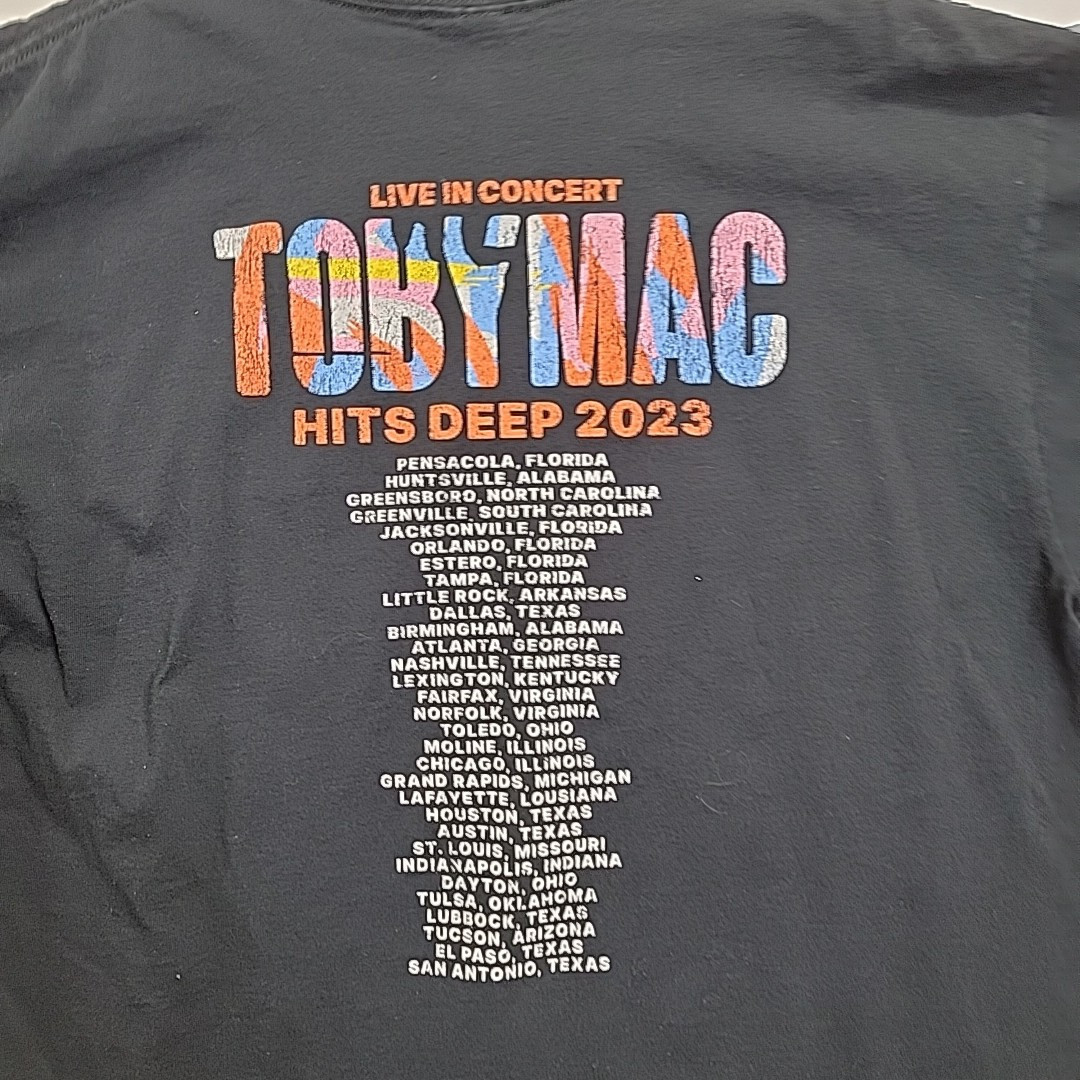 LIVE IN CONCERT
TOBYMAC
HITS DEEP 2023
PENSACOLA, FLORIDA
HUNTSVILLE, ALABAMA
GREENSBORO, NORTH CAROLINA
GREENVILLE, SOUTH CAROLINA
JACKSONVILLE, FLORIDA
ORLANDO, FLORIDA
ESTERO, FLORIDA
TAMPA, FLORIDA
LITTLE ROCK, ARKANSAS
DALLAS, TEXAS
BIRMINGHAM, ALABAMA
ATLANTA, GEORGIA
NASHVILLE, TENNESSEE
LEXINGTON, KENTUCKY
FAIRFAX, VIRGINIA
NORFOLK, VIRGINIA
TOLEDO, OHIO
MOLINE, ILLINOIS
CHICAGO, ILLINOIS
GRAND RAPIDS, MICHIGAN
LAFAYETTE, LOUSIANA
HOUSTON, TEXAS
AUSTIN, TEXAS
ST. LOUIS, MISSOURI
INDIANAPOLIS, INDIANA
DAYTON, OHIO
TULSA, OKLAHOMA
LUBBOCK, TEXAS
TUCSON, ARIZONA
EL PASO, TEXAS
SAN ANTONIO, TEXAS